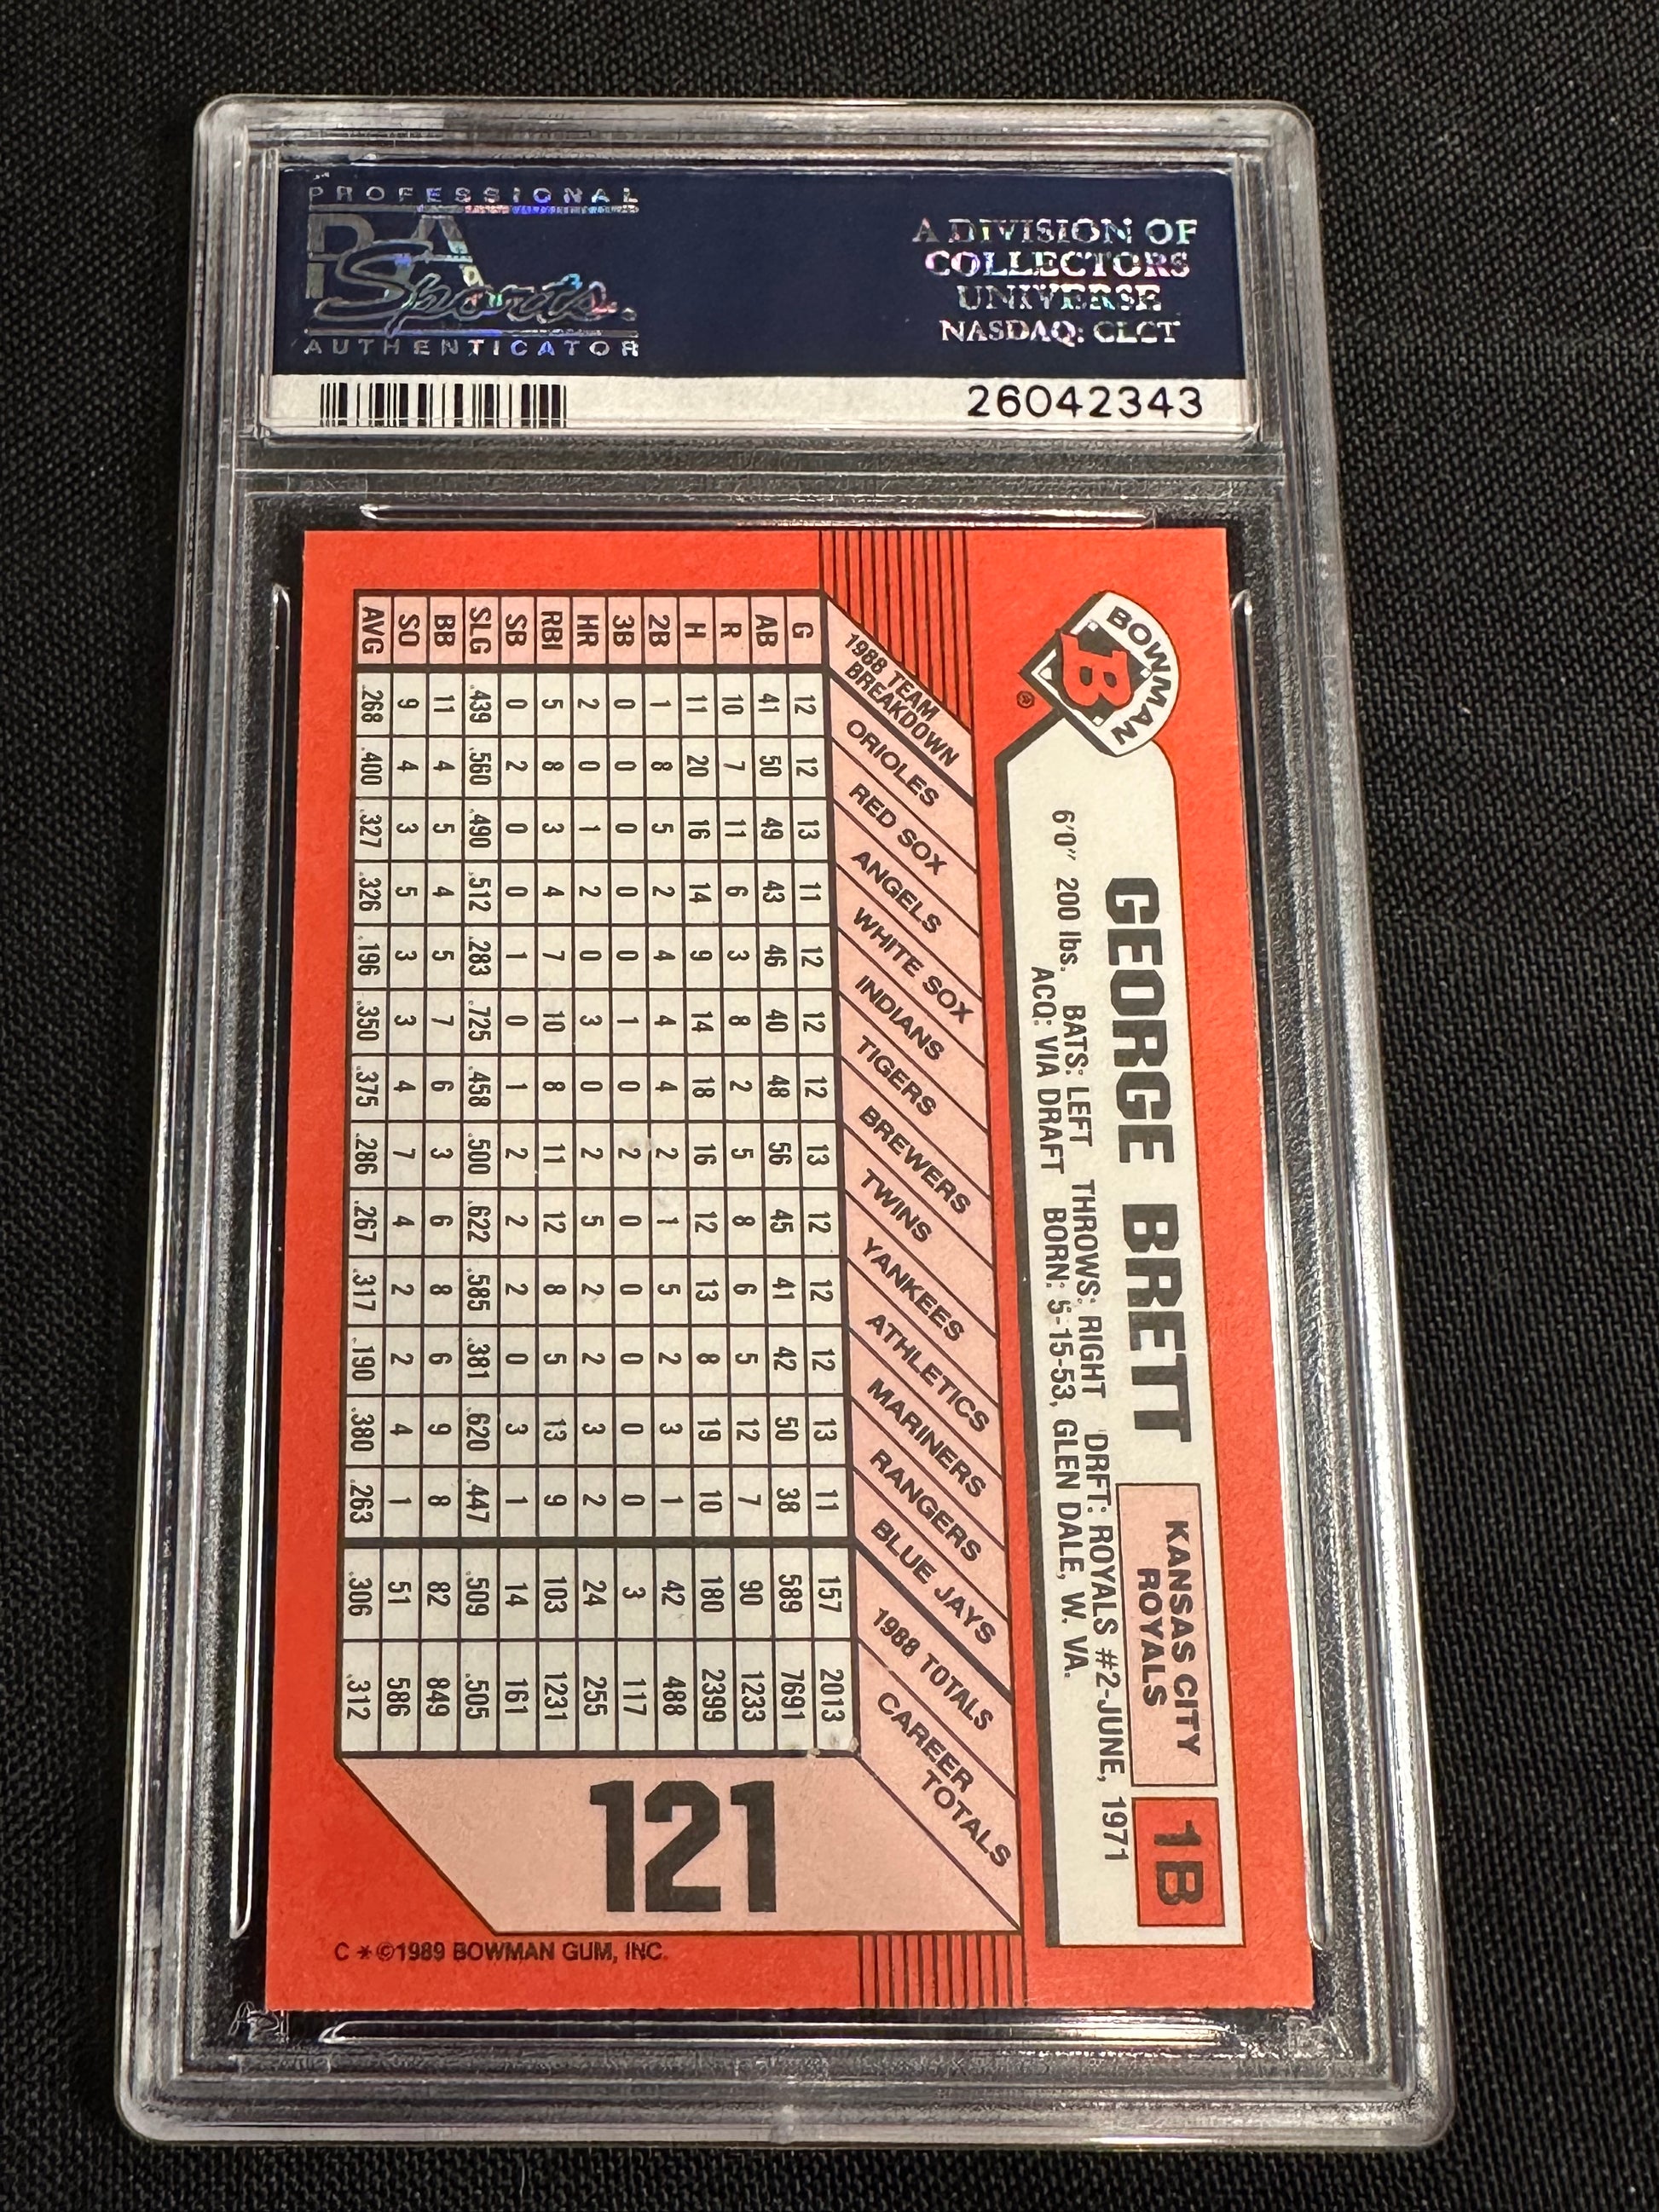 PROFESSIONAL
PSA
Sports
AUTHENTICATOR
A DIVISION OF
COLLECTORS
UNIVERSE
NASDAQ: CLCT
26042343
BOWMAN
B
®
GEORGE BRETT
KANSAS CITY
ROYALS
1B
6'0" 200 lbs. BATS: LEFT THROWS: RIGHT DRFT: ROYALS #2-JUNE, 1971
ACQ: VIA DRAFT BORN: 5-15-53, GLEN DALE, W. VA.
1988 TEAM BREAKDOWN ORIOLES RED SOX ANGELS WHITE SOX INDIANS TIGERS BREWERS TWINS YANKEES ATHLETICS MARINERS RANGERS BLUE JAYS 1988 TOTALS CAREER TOTALS
G 12 12 13 11 12 12 12 13 12 12 12 13 11 157 2013
AB 41 50 49 43 46 40 48 56 45 41 42 50 38 589 7691
R 10 7 11 6 3 8 2 5 8 6 5 12 7 90 1233
H 11 20 16 14 9 14 18 16 12 13 8 19 10 180 2399
2B 1 8 5 2 4 4 4 2 1 5 2 3 1 42 488
3B 0 0 0 0 0 1 0 2 0 0 0 0 0 3 117
HR 2 0 1 2 0 3 0 2 5 2 2 3 2 24 255
RBI 5 8 3 4 7 10 8 11 12 8 5 13 9 103 1231
SB 0 2 0 0 1 0 1 2 2 2 0 3 1 14 161
SLG .439 .560 .490 .512 .283 .725 .458 .500 .622 .585 .381 .620 .447 .509 .505
BB 11 4 5 4 5 7 6 3 6 8 6 9 8 82 849
SO 9 4 3 5 3 3 4 7 4 2 2 4 1 51 586
AVG .268 .400 .327 .326 .196 .350 .375 .286 .267 .317 .190 .380 .263 .306 .312
121
C * ©1989 BOWMAN GUM, INC.